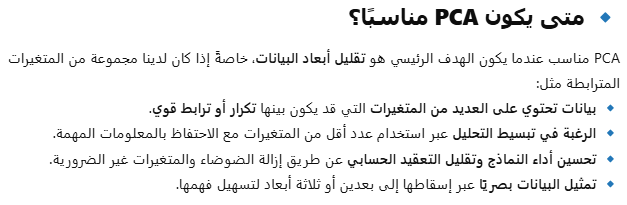 متى يكون PCA مناسبًا؟
PCA مناسب عندما يكون الهدف الرئيسي هو تقليل أبعاد البيانات، خاصةً إذا كان لدينا مجموعة من المتغيرات
المترابطة مثل:
بيانات تحتوي على العديد من المتغيرات التي قد يكون بينها تكرار أو ترابط قوي.
الرغبة في تبسيط التحليل عبر استخدام عدد أقل من المتغيرات مع الاحتفاظ بالمعلومات المهمة.
تحسين أداء النماذج وتقليل التعقيد الحسابي عن طريق إزالة الضوضاء والمتغيرات غير الضرورية.
تمثيل البيانات بصريًا عبر إسقاطها إلى بعدين أو ثلاثة أبعاد لتسهيل فهمها.